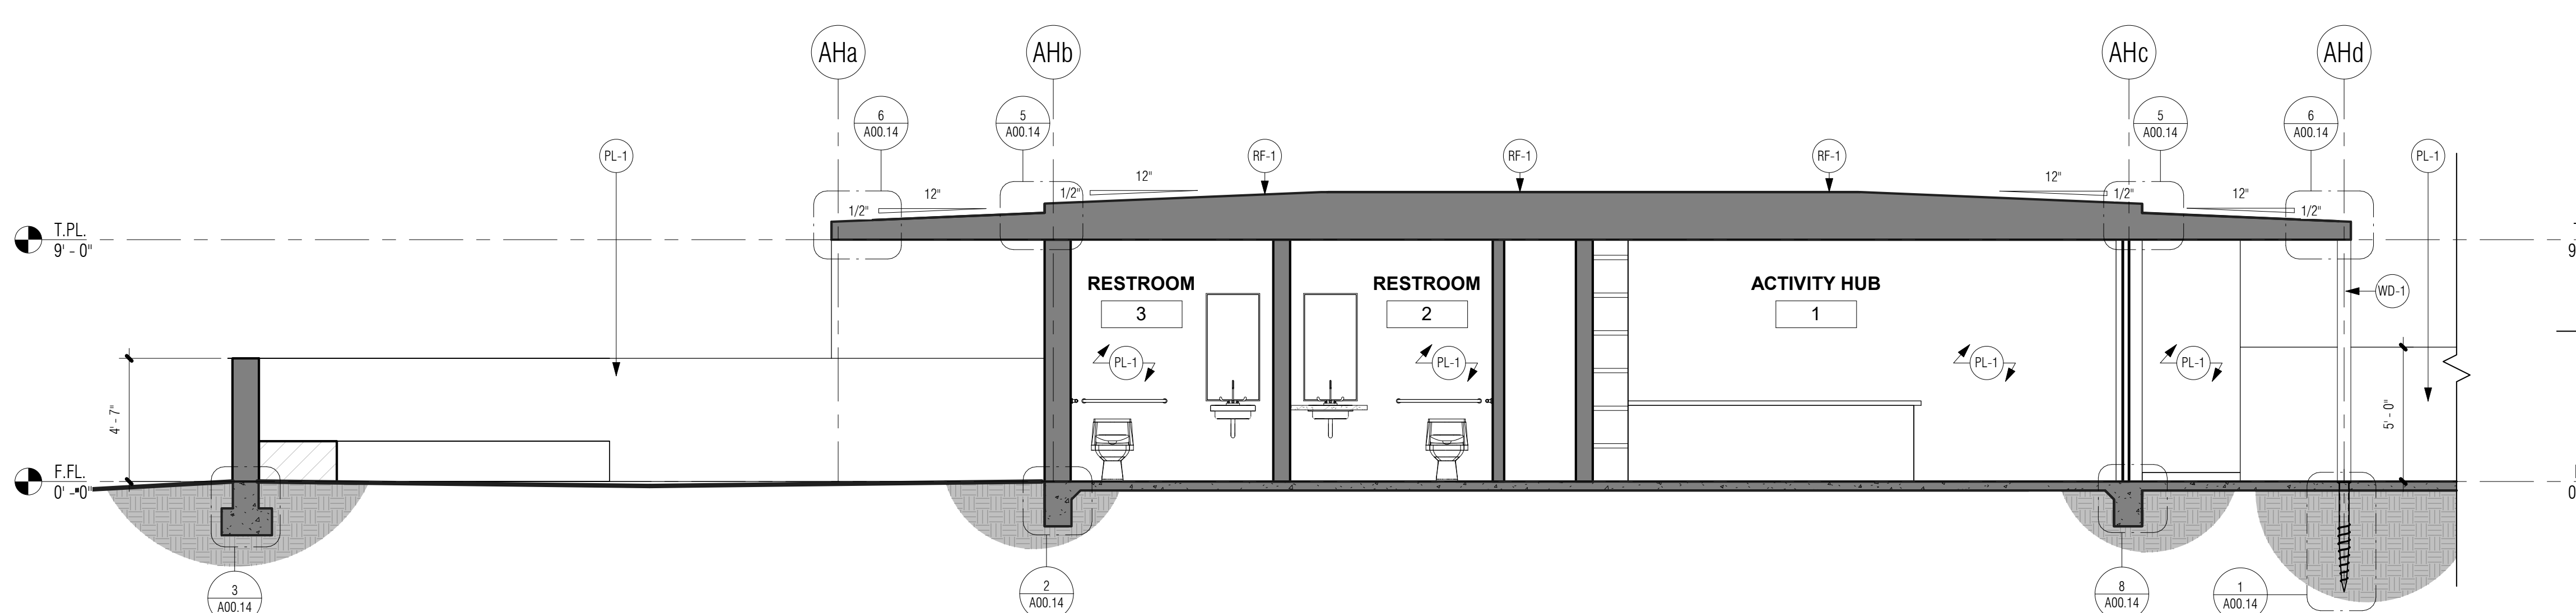 AHa
AHb
AHc
AHd
6
A00.14
5
A00.14
5
A00.14
6
A00.14
PL-1
RF-1
RF-1
RF-1
PL-1
1/2"
12"
1/2"
12"
12"
1/2"
12"
1/2"
T.PL.
9' - 0"
T
9
RESTROOM
3
RESTROOM
2
ACTIVITY HUB
1
WD-1
PL-1
PL-1
PL-1
PL-1
4' - 7"
5' - 0"
F.FL.
0' - 0"
0
3
A00.14
2
A00.14
8
A00.14
1
A00.14